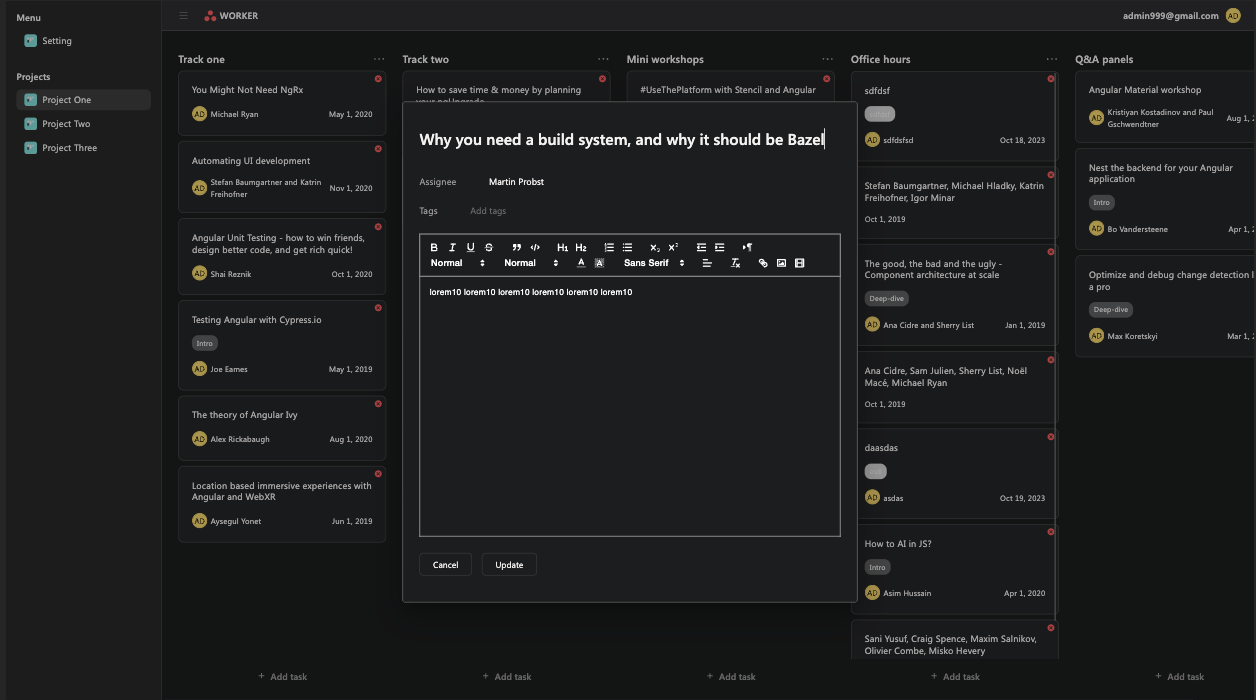 Menu
Setting
Projects
Project One
Project Two
Project Three
WORKER
admin999@gmail.com AD
Track one
You Might Not Need NgRx
AD Michael Ryan May 1, 2020
Automating UI development
AD Stefan Baumgartner and Katrin
Freihofner
Nov 1, 2020
Angular Unit Testing - how to win friends,
design better code, and get rich quick!
AD Shai Reznik Oct 1, 2020
Testing Angular with Cypress.io
Intro
AD Joe Eames May 1, 2019
The theory of Angular Ivy
AD Alex Rickabaugh Aug 1, 2020
Location based immersive experiences with
Angular and WebXR
AD Aysegul Yonet Jun 1, 2019
+ Add task
Track two
How to save time & money by planning
+ Add task
Mini workshops
#UseThePlatform with Stencil and Angular
+ Add task
Why you need a build system, and why it should be Bazel
Assignee Martin Probst
Tags Add tags
B I U S H1 H2 X2 X2
Normal Normal A A Sans Serif Tx
lorem10 lorem10 lorem10 lorem10 lorem10 lorem10
Cancel Update
Office hours
sdfdsf
AD sdfdsfsd Oct 18, 2023
Stefan Baumgartner, Michael Hladky, Katrin
Freihofner, Igor Minar
Oct 1, 2019
The good, the bad and the ugly -
Component architecture at scale
Deep-dive
AD Ana Cidre and Sherry List Jan 1, 2019
Ana Cidre, Sam Julien, Sherry List, Noël
Macé, Michael Ryan
Oct 1, 2019
daasdas
AD asdas Oct 19, 2023
How to AI in JS?
Intro
AD Asim Hussain Apr 1, 2020
Sani Yusuf, Craig Spence, Maxim Salnikov,
Olivier Combe, Misko Hevery
+ Add task
Q&A panels
Angular Material workshop
AD Kristiyan Kostadinov and Paul
Gschwendtner
Aug 1,
Nest the backend for your Angular
application
Intro
AD Bo Vandersteene Apr 1,
Optimize and debug change detection l
a pro
Deep-dive
AD Max Koretskyi Mar 1,
+ Add task